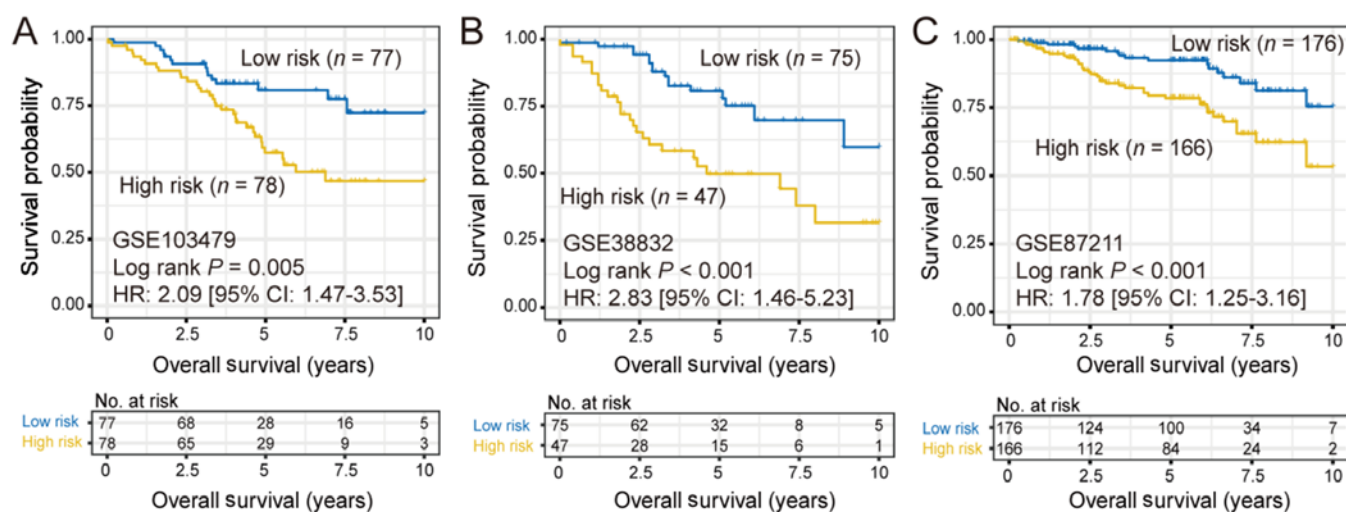 A
Survival probability
1.00
0.75
0.50
0.25
0.00
Low risk (n = 77)
High risk (n = 78)
GSE103479
Log rank P = 0.005
HR: 2.09 [95% CI: 1.47-3.53]
0 2.5 5 7.5 10
Overall survival (years)
No. at risk
Low risk 77 68 28 16 5
High risk 78 65 29 9 3
0 2.5 5 7.5 10
Overall survival (years)
B
Survival probability
1.00
0.75
0.50
0.25
0.00
Low risk (n = 75)
High risk (n = 47)
GSE38832
Log rank P < 0.001
HR: 2.83 [95% CI: 1.46-5.23]
0 2.5 5 7.5 10
Overall survival (years)
No. at risk
Low risk 75 62 32 8 5
High risk 47 28 15 6 1
0 2.5 5 7.5 10
Overall survival (years)
C
Survival probability
1.00
0.75
0.50
0.25
0.00
Low risk (n = 176)
High risk (n = 166)
GSE87211
Log rank P < 0.001
HR: 1.78 [95% CI: 1.25-3.16]
0 2.5 5 7.5 10
Overall survival (years)
No. at risk
Low risk 176 124 100 34 7
High risk 166 112 84 24 2
0 2.5 5 7.5 10
Overall survival (years)